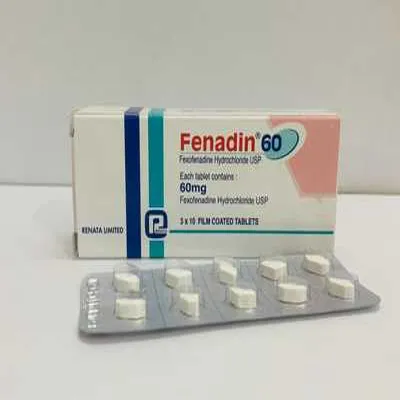 Fenadin® 60
Fexofenadine Hydrochloride USP
Each tablet contains :
60mg
Fexofenadine Hydrochloride USP
3 x 10 FILM COATED TABLETS
RENATA LIMITED